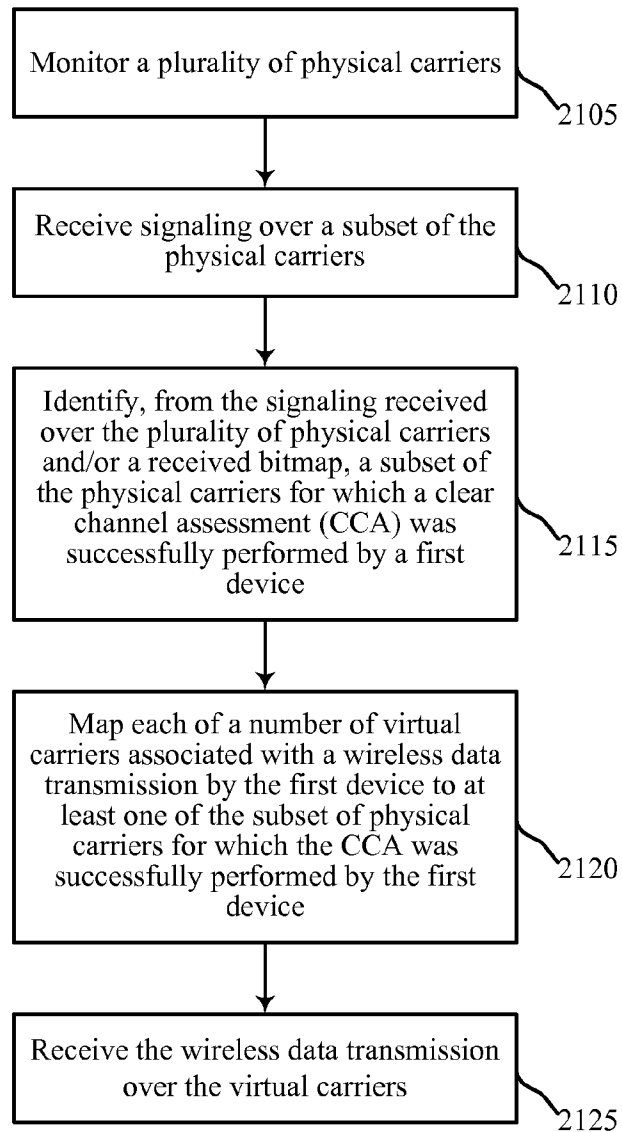 Monitor a plurality of physical carriers
2105
Receive signaling over a subset of the
physical carriers
2110
Identify, from the signaling received
over the plurality of physical carriers
and/or a received bitmap, a subset of
the physical carriers for which a clear
channel assessment (CCA) was
successfully performed by a first
device
2115
Map each of a number of virtual
carriers associated with a wireless data
transmission by the first device to at
least one of the subset of physical
carriers for which the CCA was
successfully performed by the first
device
2120
Receive the wireless data transmission
over the virtual carriers
2125